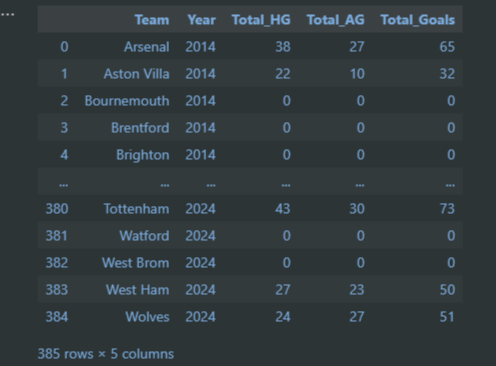 ...
Team Year Total_HG Total_AG Total_Goals
0 Arsenal 2014 38 27 65
1 Aston Villa 2014 22 10 32
2 Bournemouth 2014 0 0 0
3 Brentford 2014 0 0 0
4 Brighton 2014 0 0 0
... ... ... ... ... ...
380 Tottenham 2024 43 30 73
381 Watford 2024 0 0 0
382 West Brom 2024 0 0 0
383 West Ham 2024 27 23 50
384 Wolves 2024 24 27 51
385 rows × 5 columns